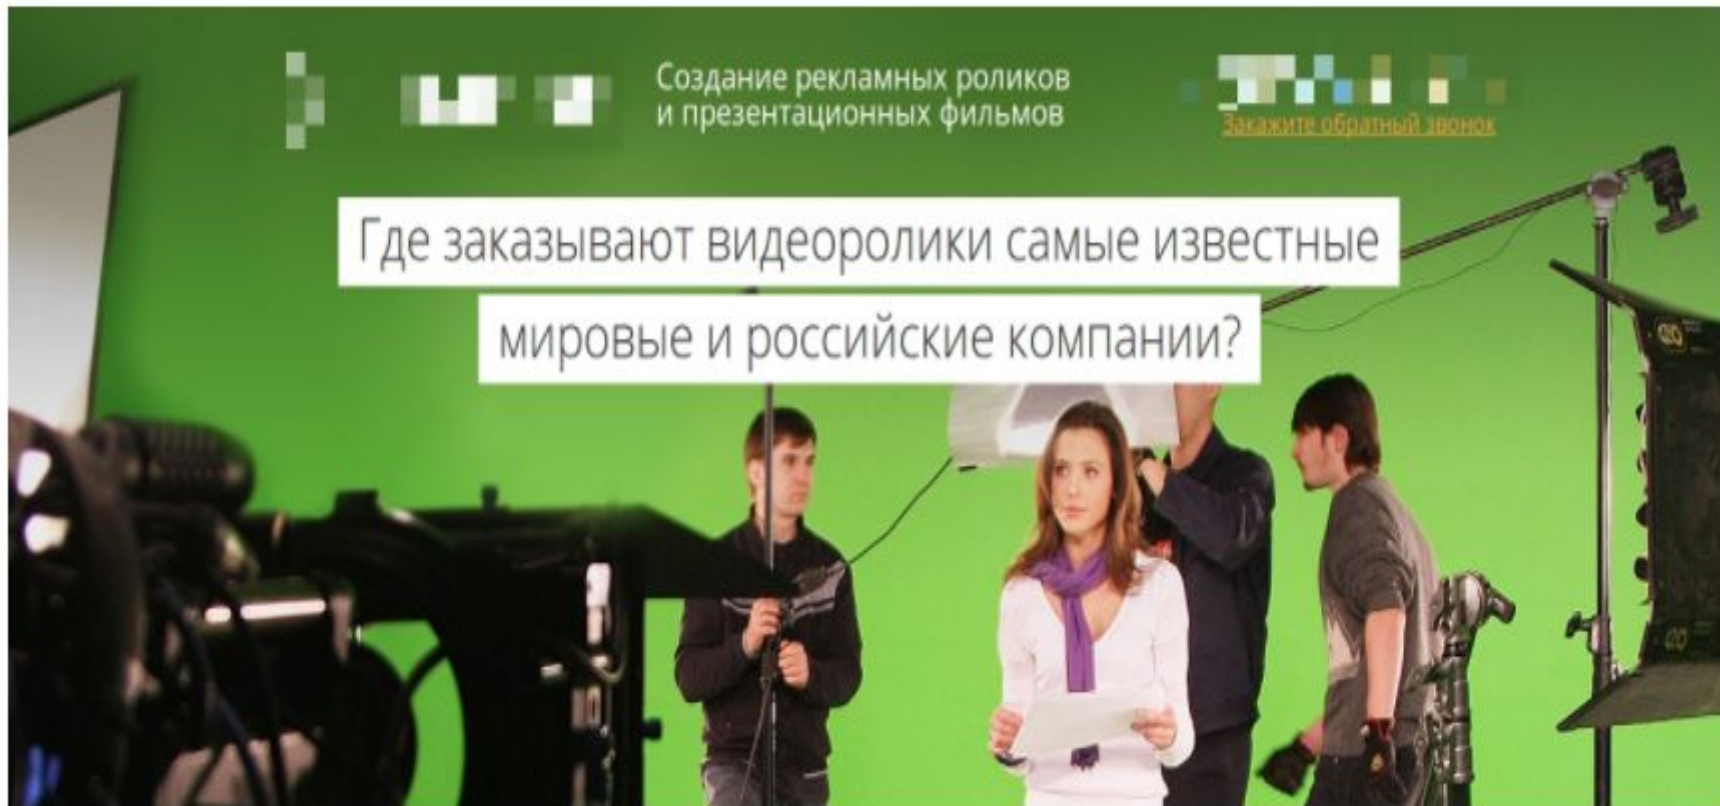 Создание рекламных роликов
и презентационных фильмов
Закажите обратный звонок
Где заказывают видеоролики самые известные
мировые и российские компании?